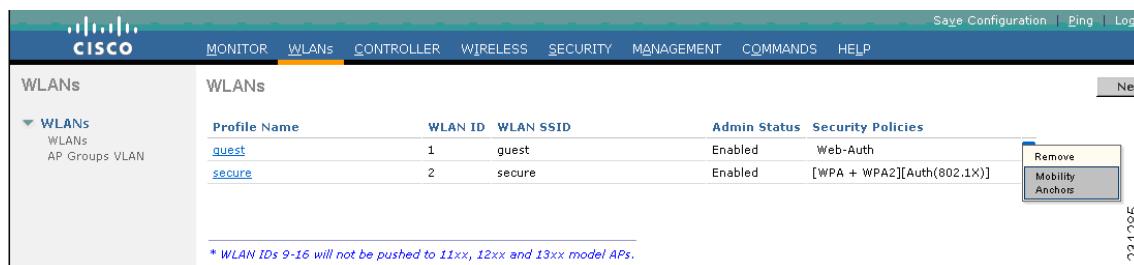 Save Configuration | Ping | Log
CISCO
MONITOR WLANs CONTROLLER WIRELESS SECURITY MANAGEMENT COMMANDS HELP
WLANs
WLANs
WLANs
AP Groups VLAN
WLANs
Ne
Profile Name WLAN ID WLAN SSID Admin Status Security Policies
guest 1 guest Enabled Web-Auth
secure 2 secure Enabled [WPA + WPA2][Auth(802.1X)]
Remove
Mobility
Anchors
* WLAN IDs 9-16 will not be pushed to 11xx, 12xx and 13xx model APs.